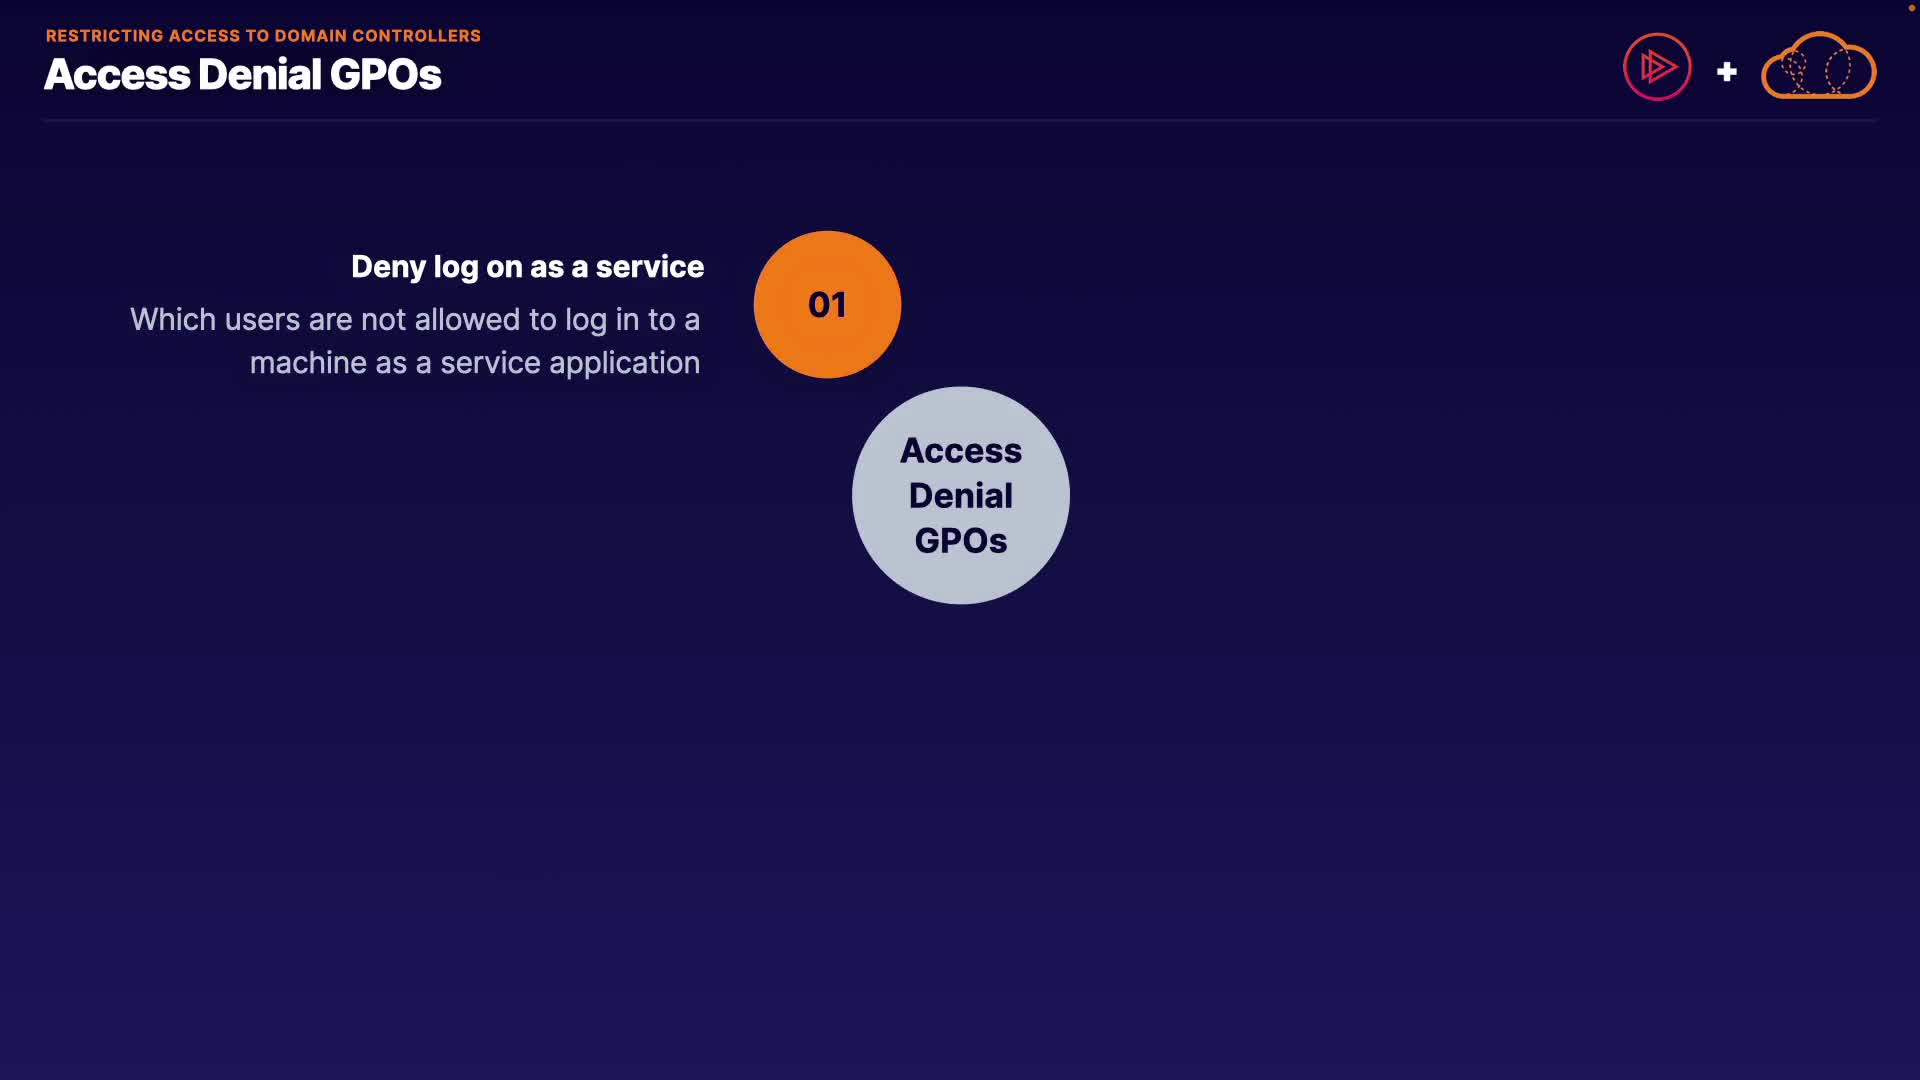 RESTRICTING ACCESS TO DOMAIN CONTROLLERS
Access Denial GPOs
Deny log on as a service
Which users are not allowed to log in to a
machine as a service application
01
Access
Denial
GPOs